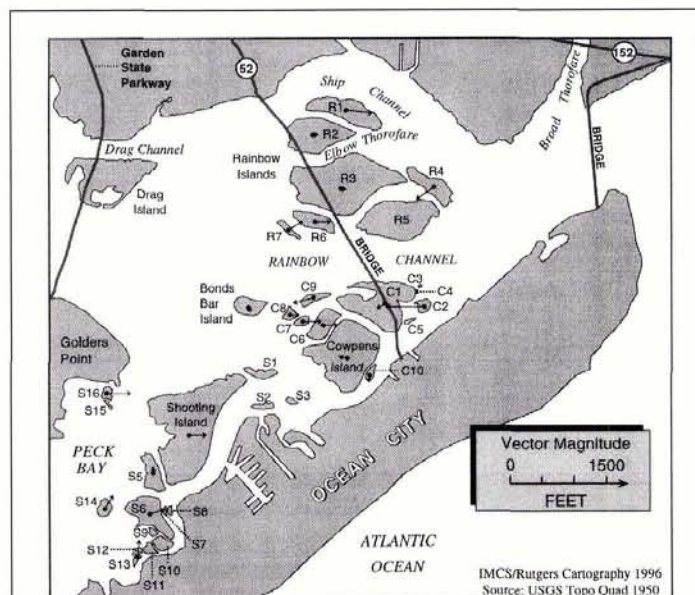 Garden
State
Parkway
52
152
Ship
Channel
R1
R2
Elbow Thorofare
Broad Thorofare
BRIDGE
Drag Channel
Drag
Island
Rainbow
Islands
R3
R4
R5
R7
R6
RAINBOW
CHANNEL
BRIDGE
Bonds
Bar
Island
C9
C8
C7
C6
C1
C3
C4
C2
C5
Golders
Point
Cowpens
Island
C10
S1
S2
S3
S16
S15
Shooting
Island
PECK
BAY
S5
S14
S6
S8
S7
S9
S12
S13
S10
S11
OCEAN CITY
Vector Magnitude
0
1500
FEET
ATLANTIC
OCEAN
IMCS/Rutgers Cartography 1996
Source: USGS Topo Quad 1950